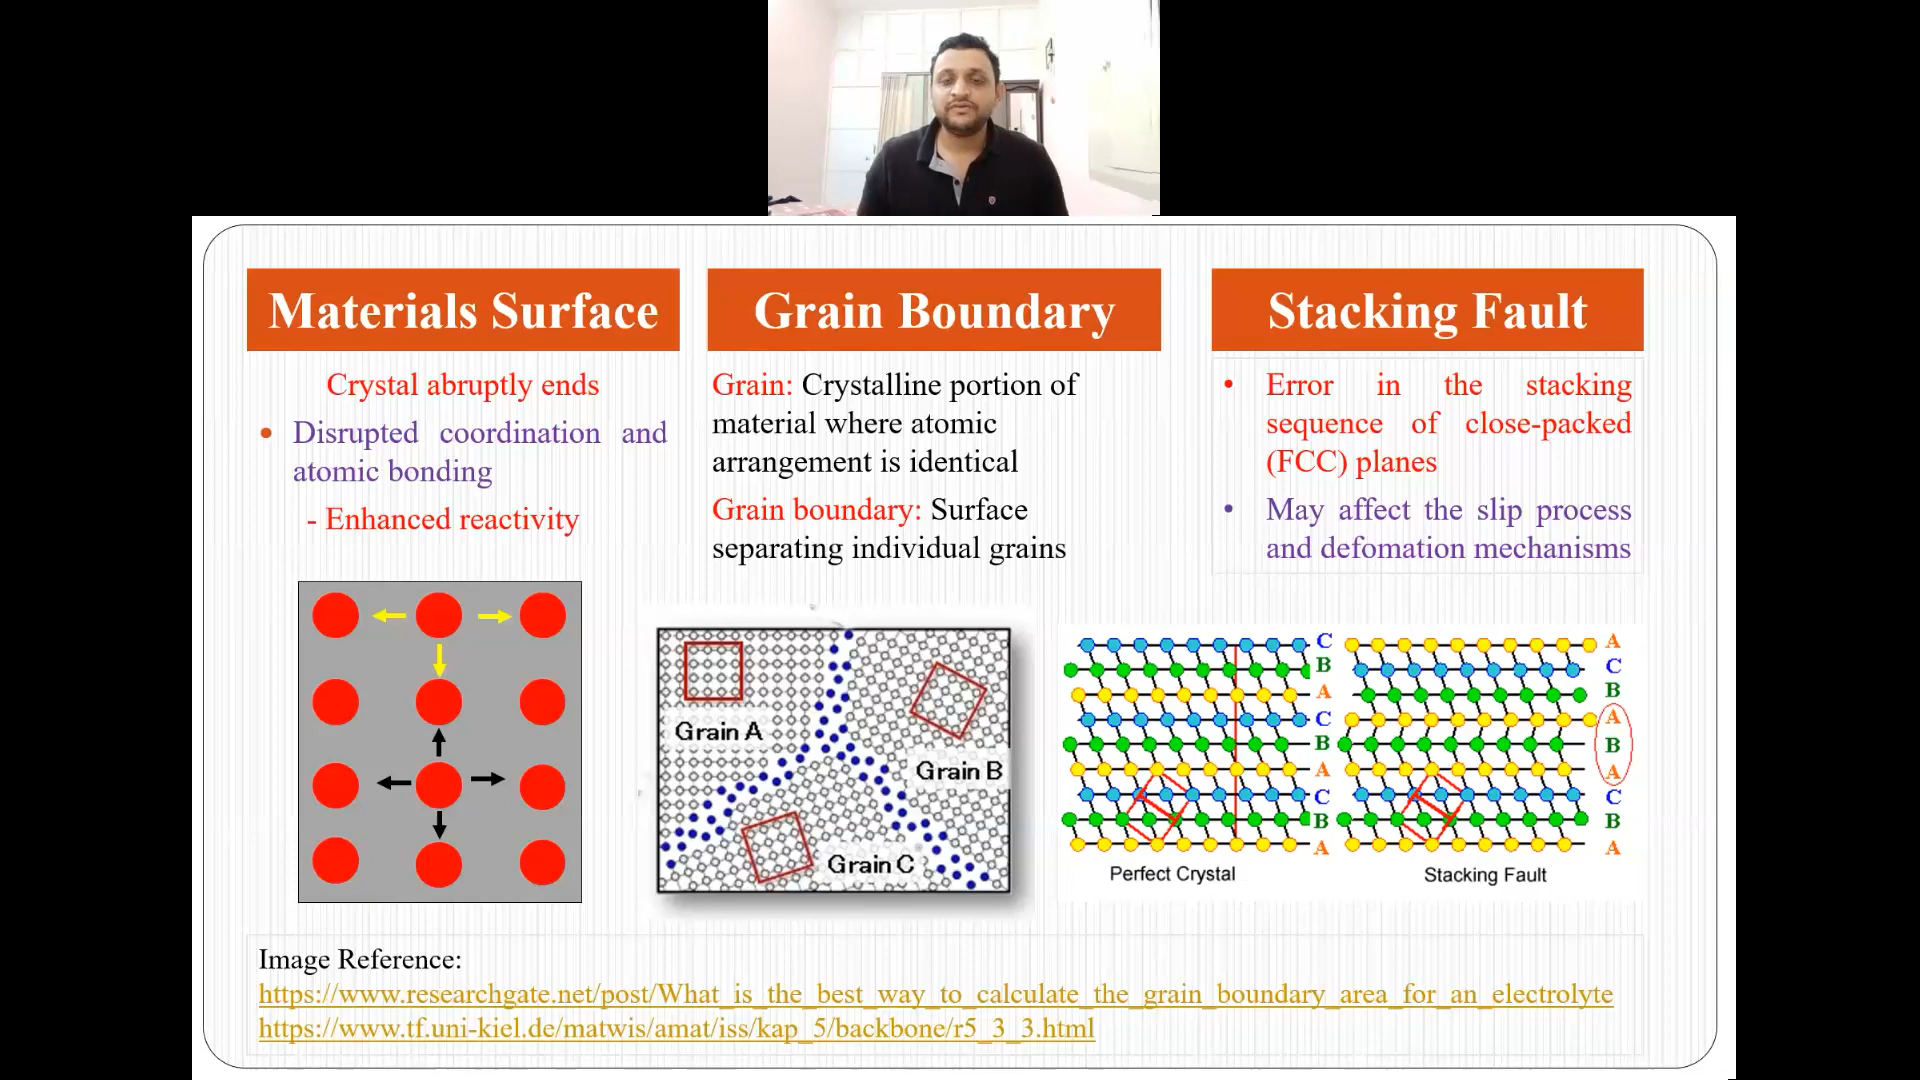 Materials Surface
Crystal abruptly ends
• Disrupted coordination and
atomic bonding
- Enhanced reactivity
Grain Boundary
Grain: Crystalline portion of
material where atomic
arrangement is identical
Grain boundary: Surface
separating individual grains
Grain A
Grain B
Grain C
Stacking Fault
• Error in the stacking
sequence of close-packed
(FCC) planes
• May affect the slip process
and defomation mechanisms
C
B
A
C
B
A
C
B
A
Perfect Crystal
A
C
B
A
B
A
C
B
A
Stacking Fault
Image Reference:
https://www.researchgate.net/post/What_is_the_best_way_to_calculate_the_grain_boundary_area_for_an_electrolyte
https://www.tf.uni-kiel.de/matwis/amat/iss/kap_5/backbone/r5_3_3.html